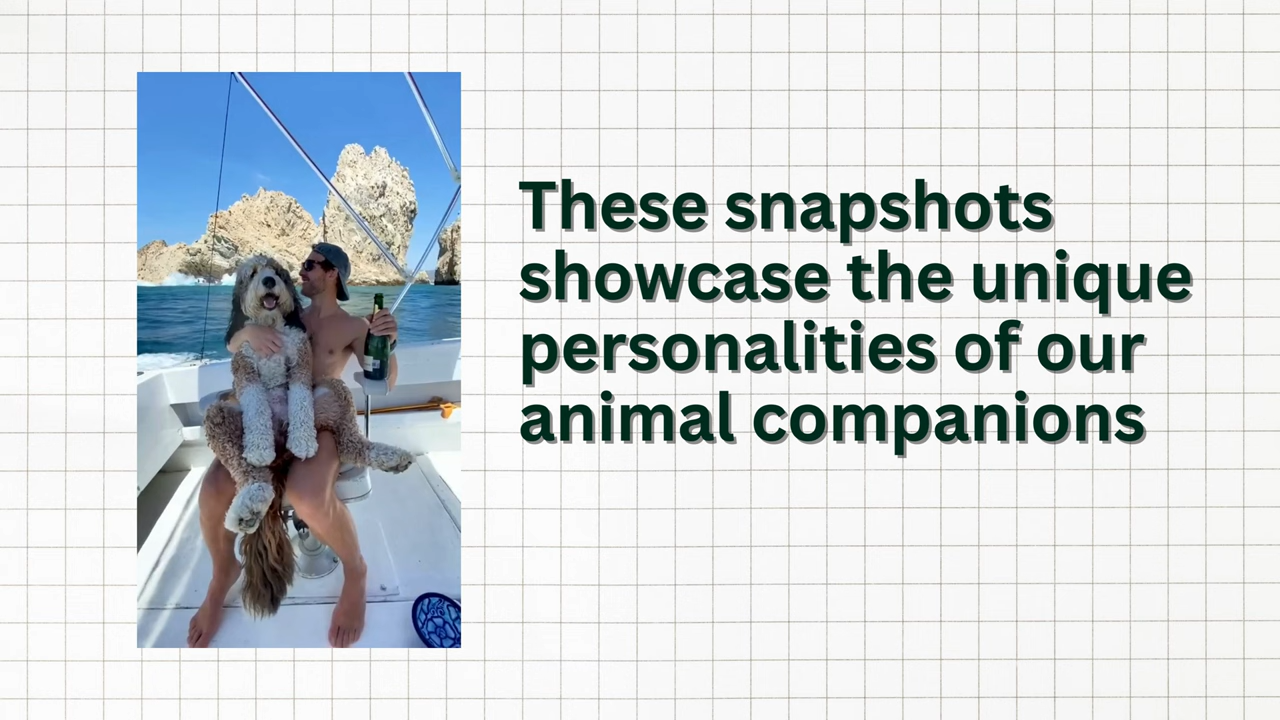 These snapshots
showcase the unique
personalities of our
animal companions